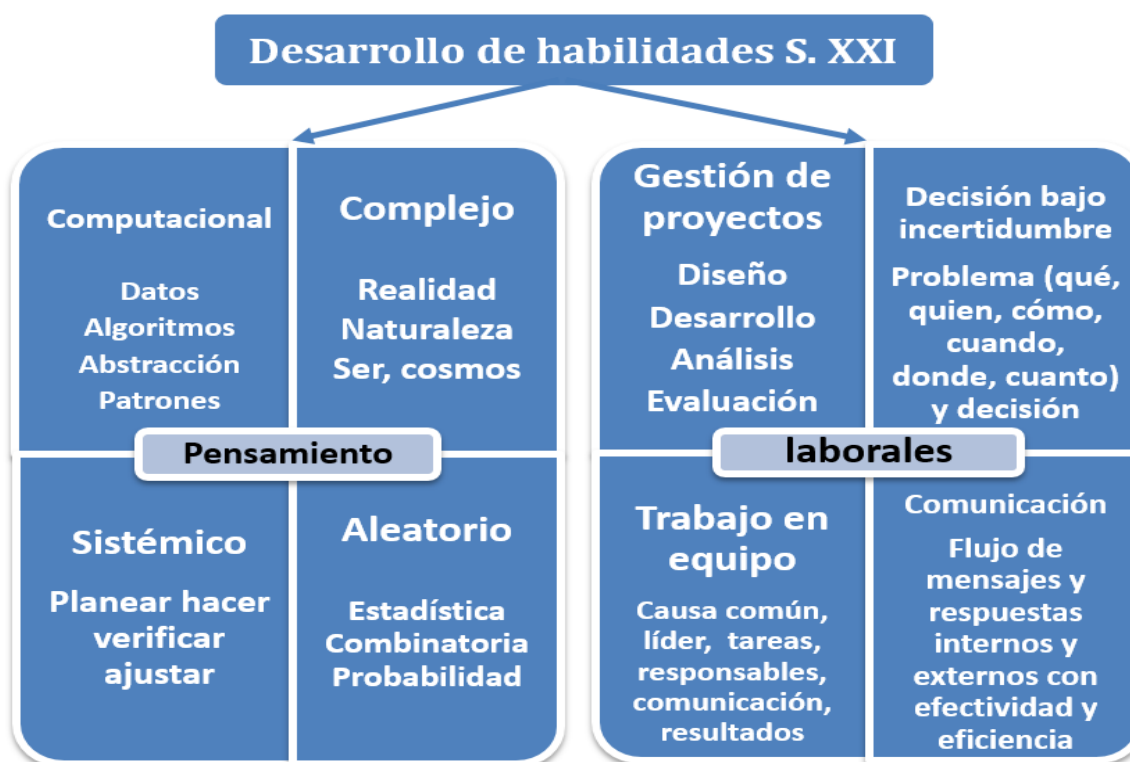 Desarrollo de habilidades S. XXI
Computacional
Datos
Algoritmos
Abstracción
Patrones
Complejo
Realidad
Naturaleza
Ser, cosmos
Pensamiento
Sistémico
Planear hacer
verificar
ajustar
Aleatorio
Estadística
Combinatoria
Probabilidad
Gestión de
proyectos
Diseño
Desarrollo
Análisis
Evaluación
Decisión bajo
incertidumbre
Problema (qué,
quien, cómo,
cuando,
donde, cuanto)
y decisión
laborales
Trabajo en
equipo
Causa común,
líder, tareas,
responsables,
comunicación,
resultados
Comunicación
Flujo de
mensajes y
respuestas
internos y
externos con
efectividad y
eficiencia